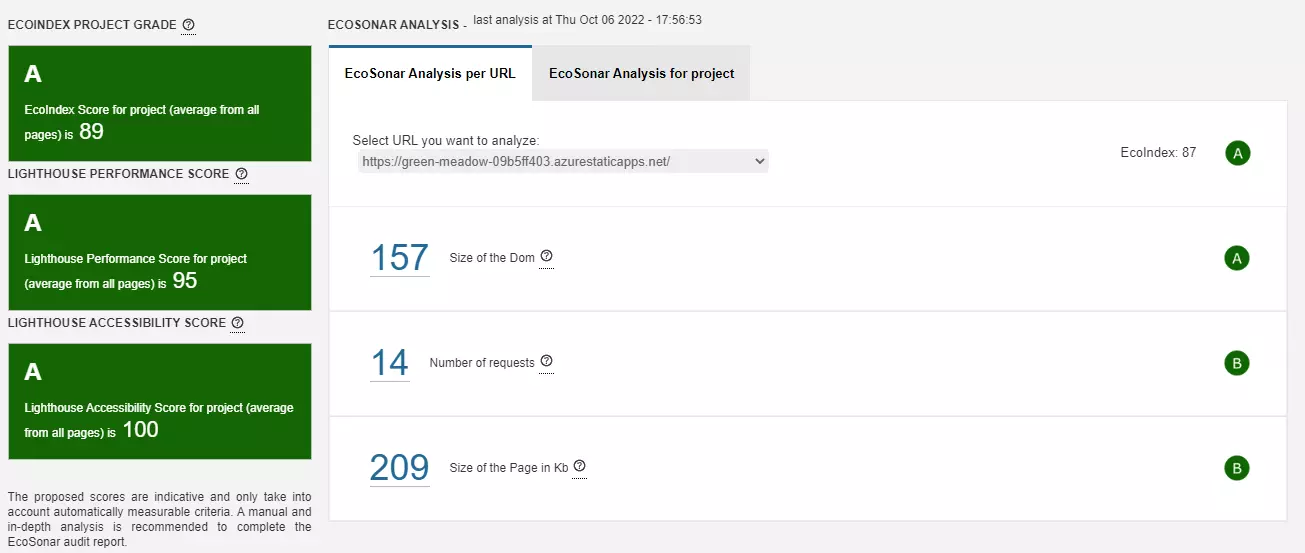 ECOINDEX PROJECT GRADE ?
A
EcoIndex Score for project (average from all
pages) is 89
LIGHTHOUSE PERFORMANCE SCORE ?
A
Lighthouse Performance Score for project
(average from all pages) is 95
LIGHTHOUSE ACCESSIBILITY SCORE ?
A
Lighthouse Accessibility Score for project (average
from all pages) is 100
The proposed scores are indicative and only take into
account automatically measurable criteria. A manual and
in-depth analysis is recommended to complete the
EcoSonar audit report.
ECOSONAR ANALYSIS - last analysis at Thu Oct 06 2022 - 17:56:53
EcoSonar Analysis per URL EcoSonar Analysis for project
Select URL you want to analyze:
https://green-meadow-09b5ff403.azurestaticapps.net/
EcoIndex: 87 A
157 Size of the Dom ? A
14 Number of requests ? B
209 Size of the Page in Kb ? B